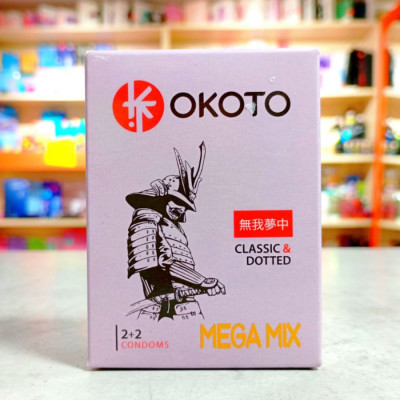 OKOTO
無我夢中
CLASSIC &
DOTTED
2+2
CONDOMS
MEGA MIX